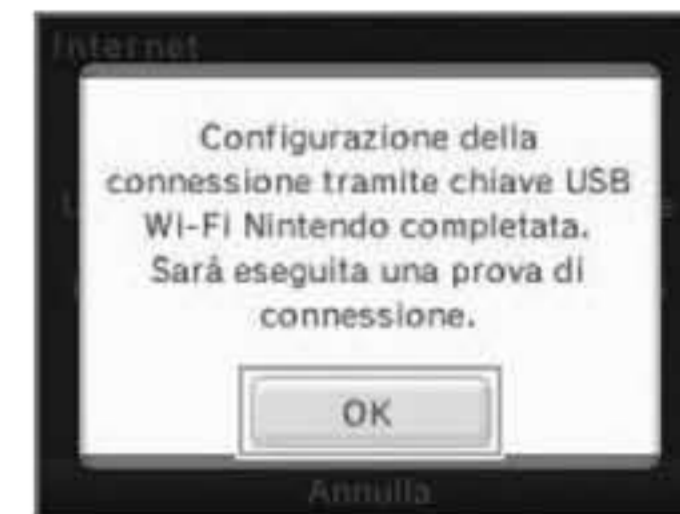 Internet
Configurazione della
connessione tramite chiave USB
Wi-Fi Nintendo completata.
Sarà eseguita una prova di
connessione.
OK
Annulla